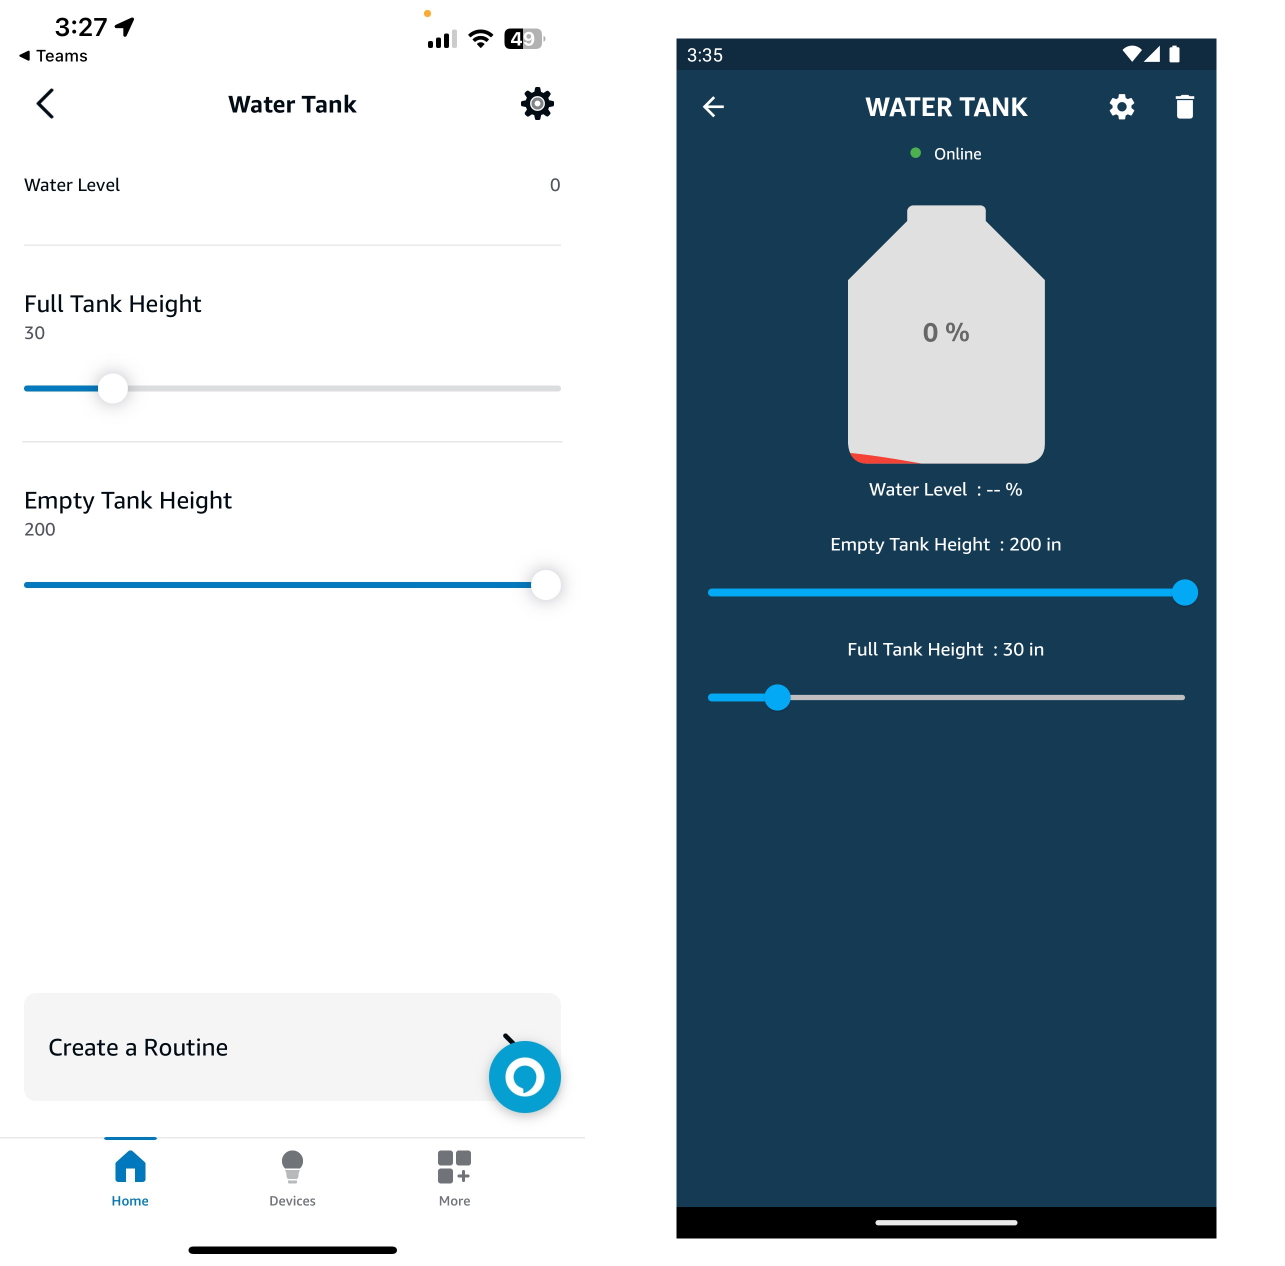 3:27
49
◀ Teams
Water Tank
Water Level 0
Full Tank Height
30
Empty Tank Height
200
Create a Routine
Home Devices More
3:35
WATER TANK
Online
0 %
Water Level : -- %
Empty Tank Height : 200 in
Full Tank Height : 30 in